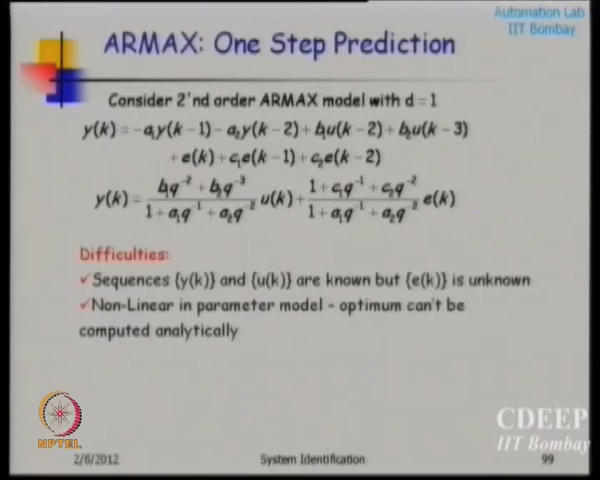 Automation Lab
IIT Bombay
ARMAX: One Step Prediction
Consider 2'nd order ARMAX model with d = 1
y(k) = -a₁y(k - 1) - a₂y(k - 2) + b₁u(k - 2) + b₂u(k - 3)
+ e(k) + c₁e(k - 1) + c₂e(k - 2)
y(k) = \frac{b₁q⁻² + b₂q⁻³}{1 + a₁q⁻¹ + a₂q⁻²} u(k) + \frac{1 + c₁q⁻¹ + c₂q⁻²}{1 + a₁q⁻¹ + a₂q⁻²} e(k)
Difficulties:
✓Sequences {y(k)} and {u(k)} are known but {e(k)} is unknown
✓Non-Linear in parameter model - optimum can't be
computed analytically
NPTEL
CDEEP
IIT Bombay
2/8/2012 System Identification 99